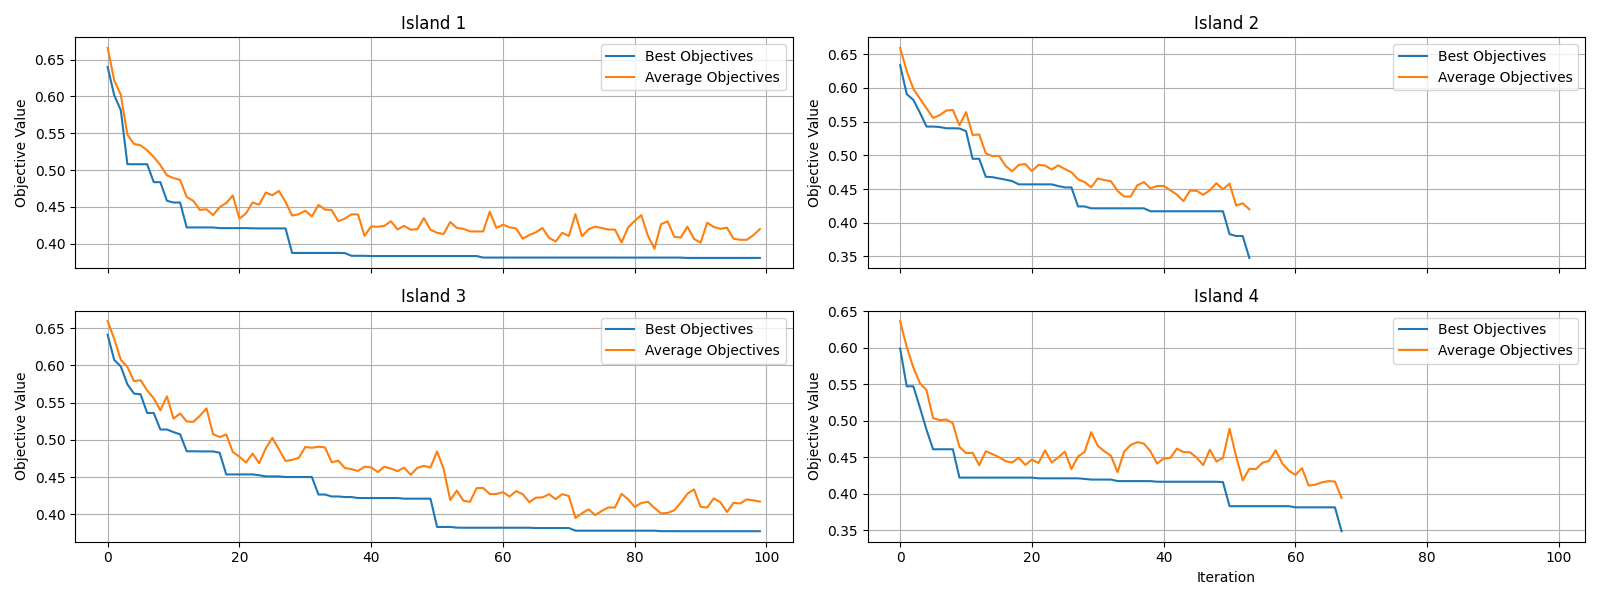 Island 1
Objective Value
0.65
0.60
0.55
0.50
0.45
0.40
Best Objectives
Average Objectives
Island 2
Objective Value
0.65
0.60
0.55
0.50
0.45
0.40
0.35
Best Objectives
Average Objectives
Island 3
Objective Value
0.65
0.60
0.55
0.50
0.45
0.40
Best Objectives
Average Objectives
0 20 40 60 80 100
Island 4
Objective Value
0.65
0.60
0.55
0.50
0.45
0.40
0.35
Best Objectives
Average Objectives
0 20 40 60 80 100
Iteration